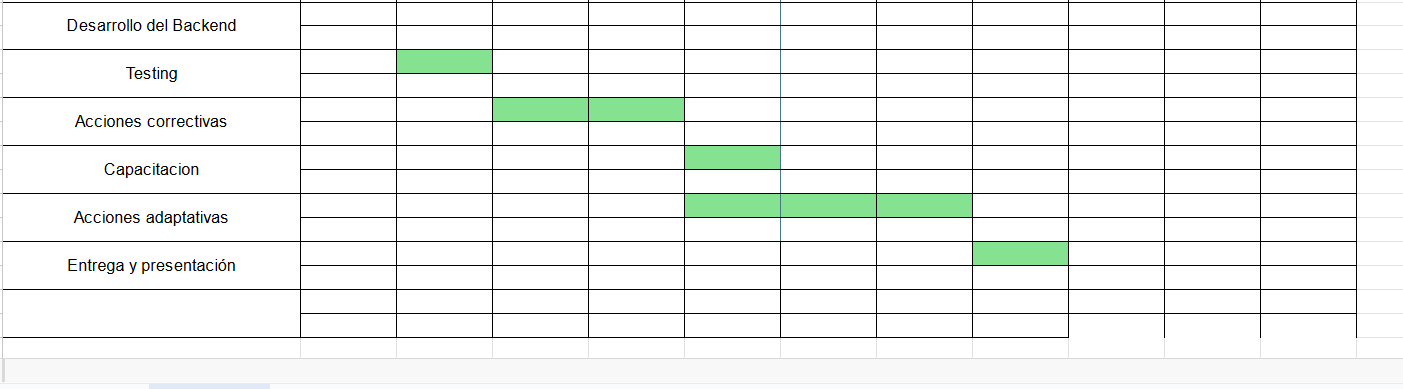 Desarrollo del Backend
Testing
Acciones correctivas
Capacitacion
Acciones adaptativas
Entrega y presentación